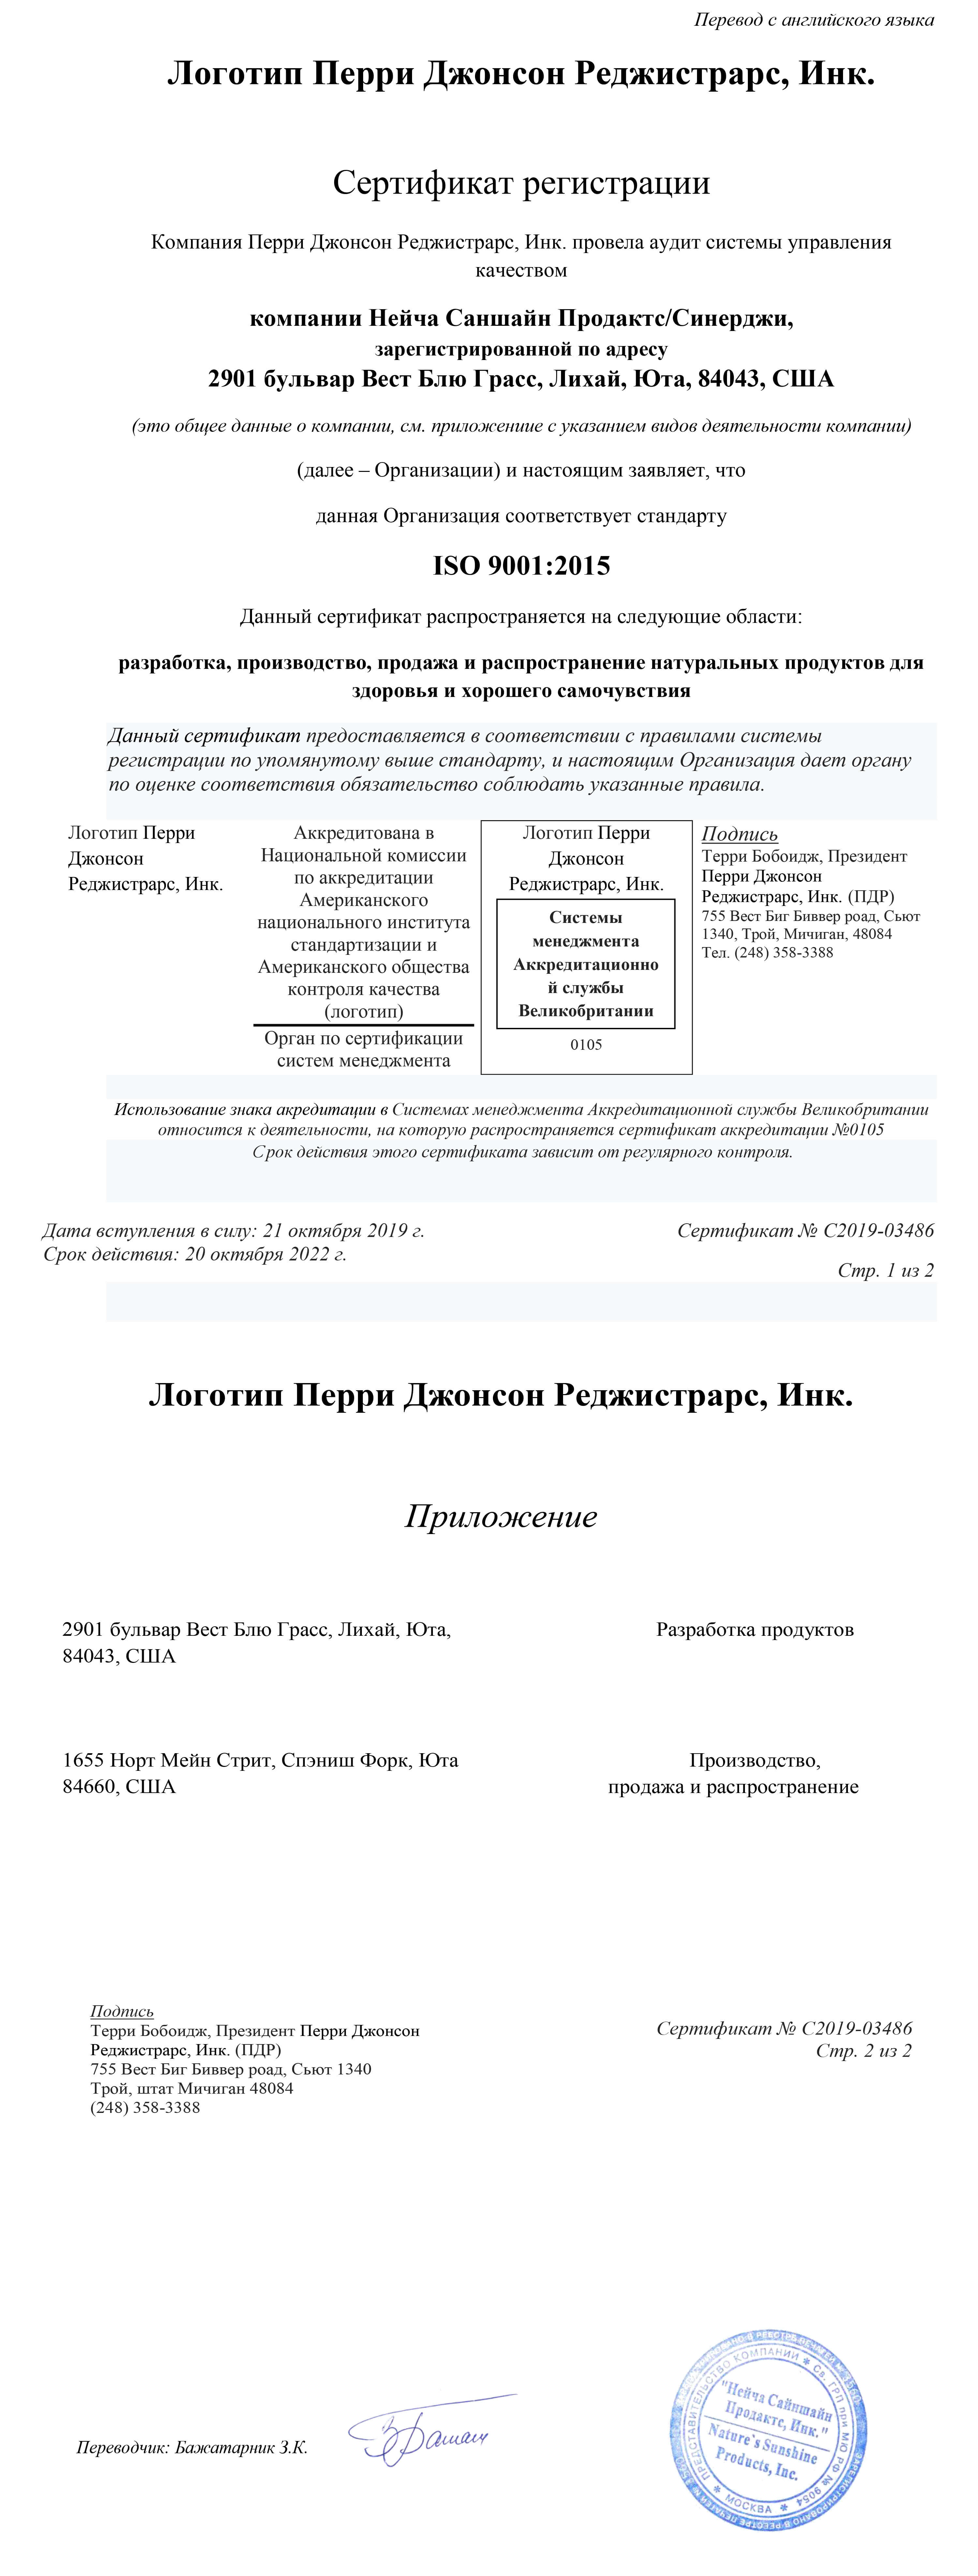 Перевод с английского языка
Логотип Перри Джонсон Реджистрарс, Инк.
Сертификат регистрации
Компания Перри Джонсон Реджистрарс, Инк. провела аудит системы управления
качеством
компании Нейча Саншайн Продактс/Синерджи,
зарегистрированной по адресу
2901 бульвар Вест Блю Грасс, Лихай, Юта, 84043, США
(это общее данные о компании, см. приложениие с указанием видов деятельности компании)
(далее – Организации) и настоящим заявляет, что
данная Организация соответствует стандарту
ISO 9001:2015
Данный сертификат распространяется на следующие области:
разработка, производство, продажа и распространение натуральных продуктов для
здоровья и хорошего самочувствия
Данный сертификат предоставляется в соответствии с правилами системы
регистрации по упомянутому выше стандарту, и настоящим Организация дает органу
по оценке соответствия обязательство соблюдать указанные правила.
Логотип Перри
Джонсон
Реджистрарс, Инк.
Аккредитована в
Национальной комиссии
по аккредитации
Американского
национального института
стандартизации и
Американского общества
контроля качества
(логотип)
Орган по сертификации
систем менеджмента
Логотип Перри
Джонсон
Реджистрарс, Инк.
Системы
менеджмента
Аккредитационно
й службы
Великобритании
0105
Подпись
Терри Бобоидж, Президент
Перри Джонсон
Реджистрарс, Инк. (ПДР)
755 Вест Биг Биввер роад, Сьют
1340, Трой, Мичиган, 48084
Тел. (248) 358-3388
Использование знака акредитации в Системах менеджмента Аккредитационной службы Великобритании
относится к деятельности, на которую распространяется сертификат аккредитации №0105
Срок действия этого сертификата зависит от регулярного контроля.
Дата вступления в силу: 21 октября 2019 г.
Срок действия: 20 октября 2022 г.
Сертификат № С2019-03486
Стр. 1 из 2
Логотип Перри Джонсон Реджистрарс, Инк.
Приложение
2901 бульвар Вест Блю Грасс, Лихай, Юта,
84043, США
Разработка продуктов
1655 Норт Мейн Стрит, Спэниш Форк, Юта
84660, США
Производство,
продажа и распространение
Подпись
Терри Бобоидж, Президент Перри Джонсон
Реджистрарс, Инк. (ПДР)
755 Вест Биг Биввер роад, Сьют 1340
Трой, штат Мичиган 48084
(248) 358-3388
Сертификат № С2019-03486
Стр. 2 из 2
Переводчик: Бажатарник З.К.
ПРЕДСТАВИТЕЛЬСТВО КОМПАНИИ * Св. ГРП при МЮ РФ № 9054 * МОСКВА *
"Нейча Сайншайн
Продактс, Инк."
Nature`s Sunshine
Products, Inc.